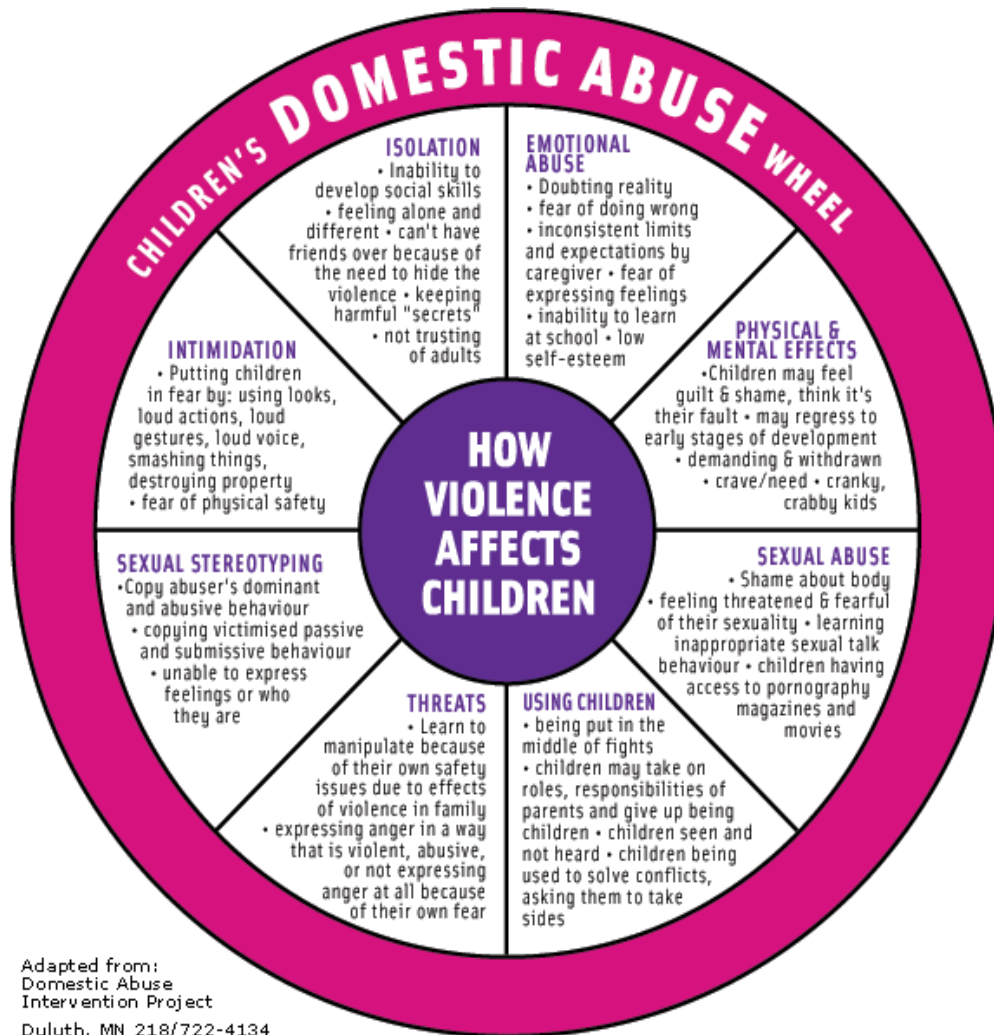 CHILDREN'S DOMESTIC ABUSE WHEEL
ISOLATION
• Inability to
develop social skills
• feeling alone and
different • can't have
friends over because of
the need to hide the
violence • keeping
harmful "secrets"
• not trusting
of adults
EMOTIONAL
ABUSE
• Doubting reality
• fear of doing wrong
• inconsistent limits
and expectations by
caregiver • fear of
expressing feelings
• inability to learn
at school • low
self-esteem
PHYSICAL &
MENTAL EFFECTS
•Children may feel
guilt & shame, think it's
their fault • may regress to
early stages of development
• demanding & withdrawn
• crave/need • cranky,
crabby kids
SEXUAL ABUSE
• Shame about body
• feeling threatened & fearful
of their sexuality • learning
inappropriate sexual talk
behaviour • children having
access to pornography
magazines and
movies
USING CHILDREN
• being put in the
middle of fights
• children may take on
roles, responsibilities of
parents and give up being
children • children seen and
not heard • children being
used to solve conflicts,
asking them to take
sides
THREATS
• Learn to
manipulate because
of their own safety
issues due to effects
of violence in family
• expressing anger in a way
that is violent, abusive,
or not expressing
anger at all because
of their own fear
SEXUAL STEREOTYPING
•Copy abuser's dominant
and abusive behaviour
• copying victimised passive
and submissive behaviour
• unable to express
feelings or who
they are
INTIMIDATION
• Putting children
in fear by: using looks,
loud actions, loud
gestures, loud voice,
smashing things,
destroying property
• fear of physical safety
HOW
VIOLENCE
AFFECTS
CHILDREN
Adapted from:
Domestic Abuse
Intervention Project
Duluth, MN 218/722-4134